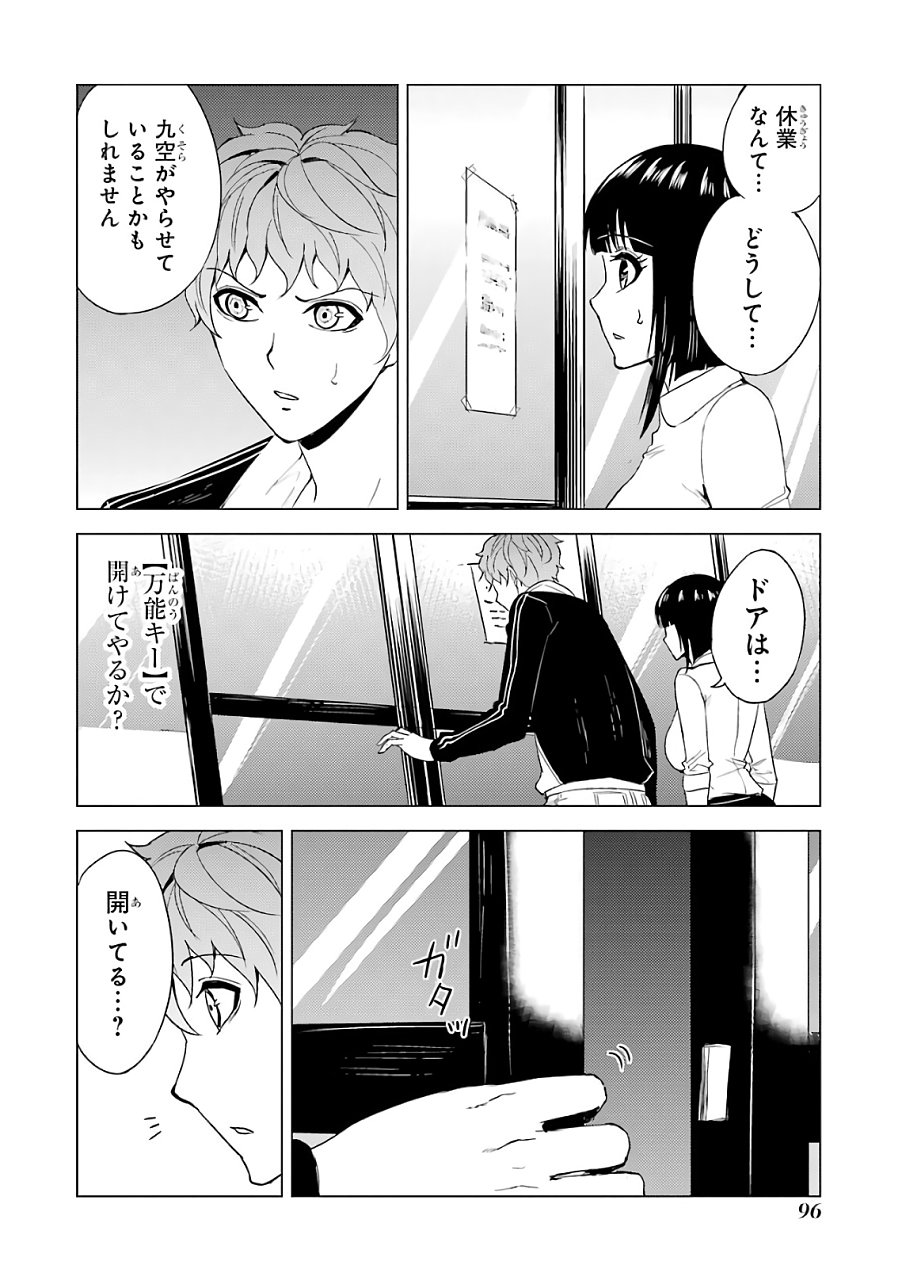 休業
なんて…
どうして…
九空がやらせて
いることかも
しれません
ドアは…
【万能キー】で
開けてやるか？
ガタッ
開いてる…？
96